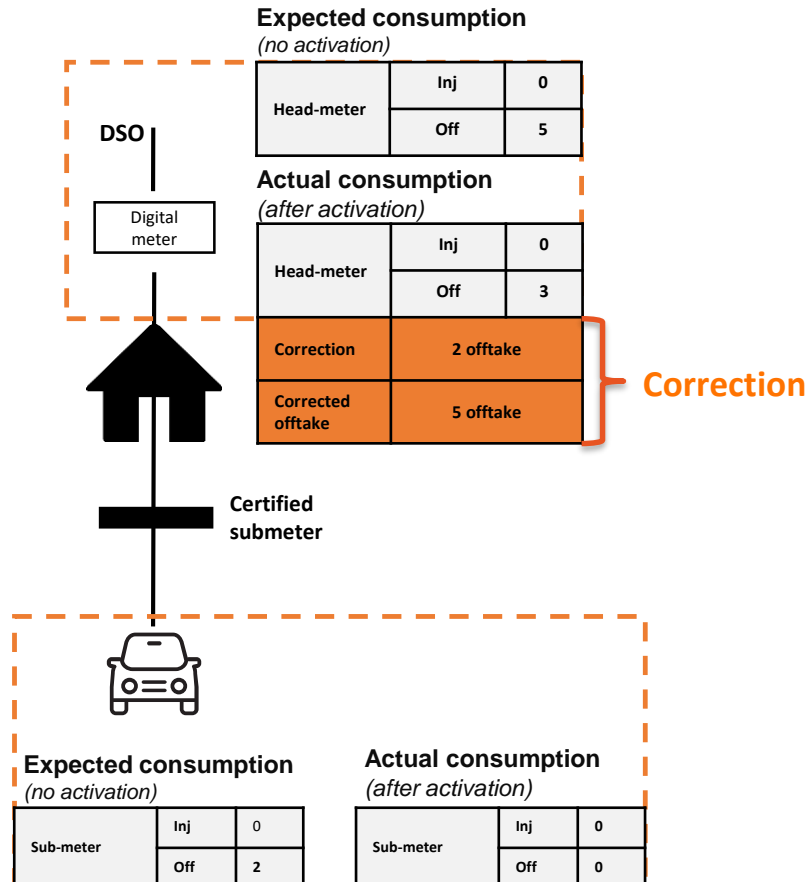 Expected consumption
(no activation)
Head-meter Inj 0
Off 5
DSO
Digital
meter
Actual consumption
(after activation)
Head-meter Inj 0
Off 3
Correction 2 offtake
Corrected
offtake 5 offtake
Correction
Certified
submeter
Expected consumption
(no activation)
Sub-meter Inj 0
Off 2
Actual consumption
(after activation)
Sub-meter Inj 0
Off 0